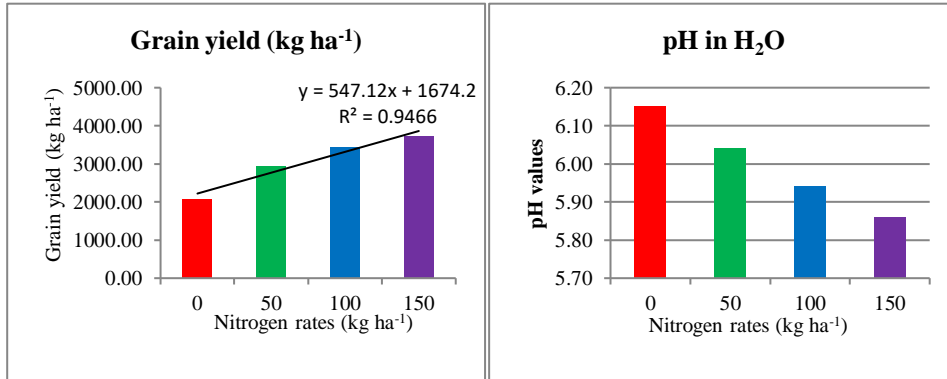 Grain yield (kg ha⁻¹)
y = 547.12x + 1674.2
R² = 0.9466
Grain yield (kg ha⁻¹)
5000.00
4000.00
3000.00
2000.00
1000.00
0.00
0 50 100 150
Nitrogen rates (kg ha⁻¹)
pH in H₂O
pH values
6.20
6.10
6.00
5.90
5.80
5.70
0 50 100 150
Nitrogen rates (kg ha⁻¹)